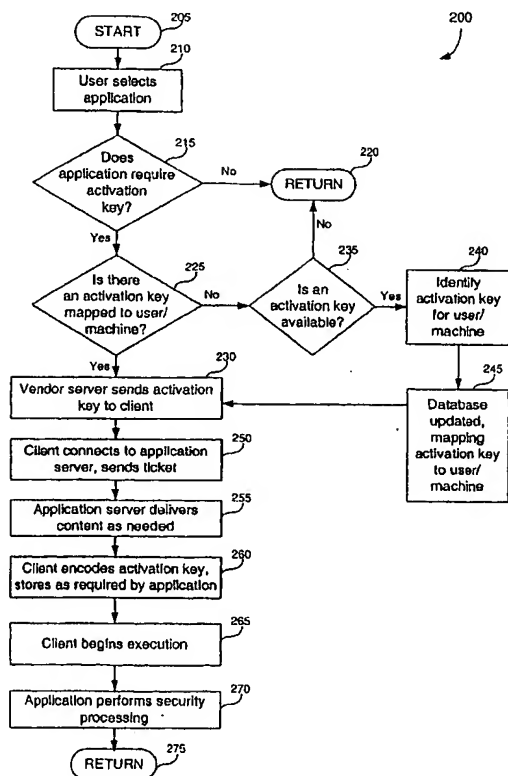 200
205
START
210
User selects
application
215
Does
application require
activation
key?
No
220
RETURN
Yes
No
225
Is there
an activation key
mapped to user/
machine?
No
235
Is an
activation key
available?
Yes
240
Identify
activation key
for user/
machine
Yes
230
Vendor server sends activation
key to client
245
Database
updated,
mapping
activation key
to user/
machine
250
Client connects to application
server, sends ticket
255
Application server delivers
content as needed
260
Client encodes activation key,
stores as required by application
265
Client begins execution
270
Application performs security
processing
RETURN
275